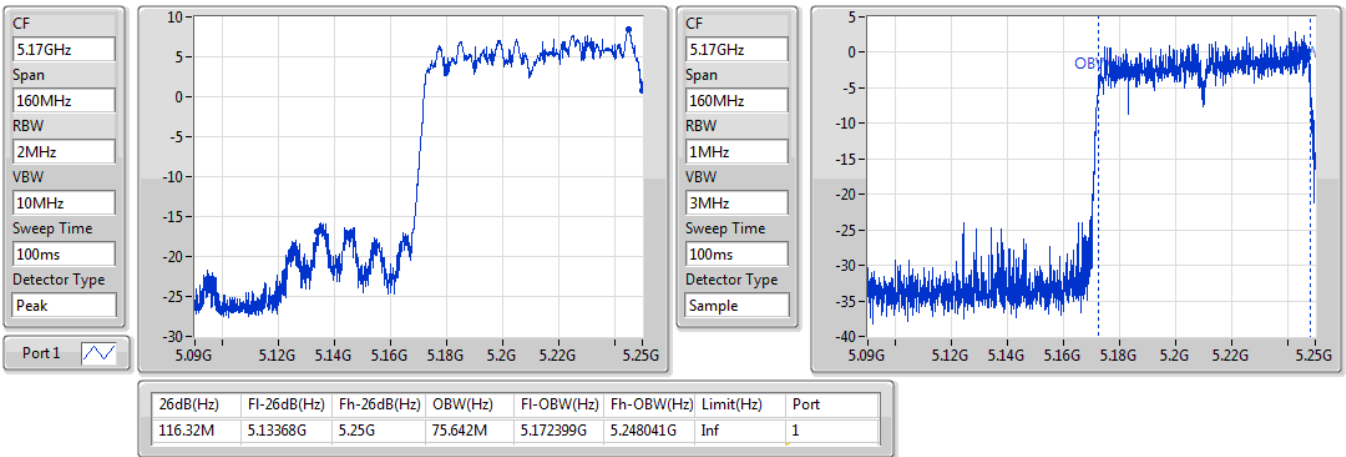 CF
5.17GHz
Span
160MHz
RBW
2MHz
VBW
10MHz
Sweep Time
100ms
Detector Type
Peak
Port 1
10
5
0
-5
-10
-15
-20
-25
-30
5.09G 5.12G 5.14G 5.16G 5.18G 5.2G 5.22G 5.25G
CF
5.17GHz
Span
160MHz
RBW
1MHz
VBW
3MHz
Sweep Time
100ms
Detector Type
Sample
5
0
-5
-10
-15
-20
-25
-30
-35
-40
OBW
5.09G 5.12G 5.14G 5.16G 5.18G 5.2G 5.22G 5.25G
26dB(Hz) Fl-26dB(Hz) Fh-26dB(Hz) OBW(Hz) Fl-OBW(Hz) Fh-OBW(Hz) Limit(Hz) Port
116.32M 5.13368G 5.25G 75.642M 5.172399G 5.248041G Inf 1